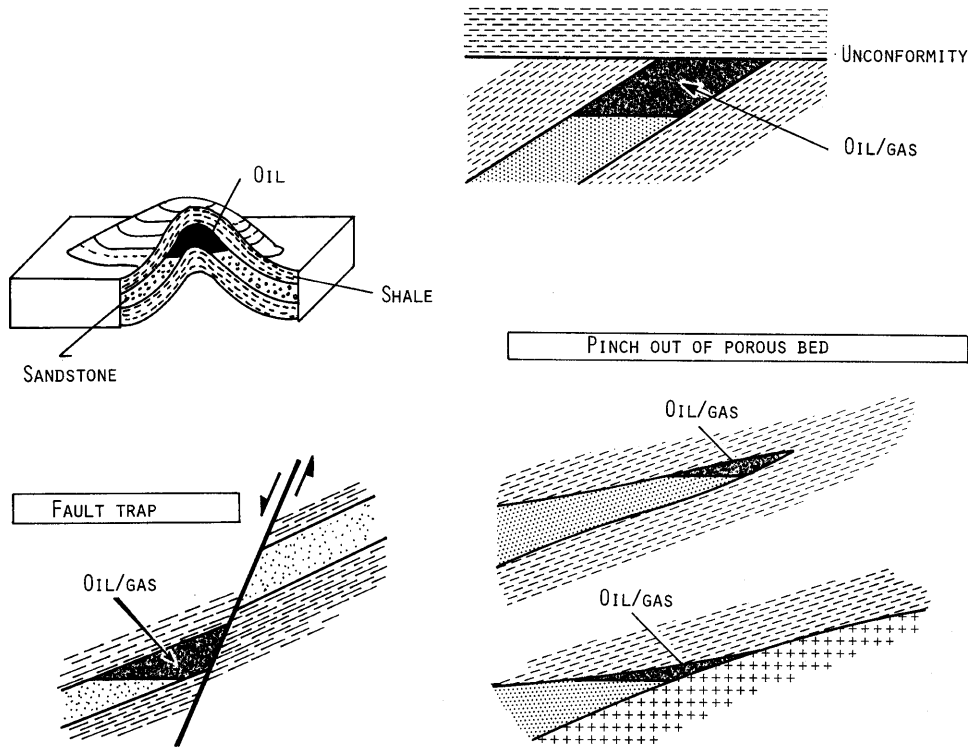 UNCONFORMITY
OIL/GAS
OIL
SHALE
SANDSTONE
PINCH OUT OF POROUS BED
OIL/GAS
FAULT TRAP
OIL/GAS
OIL/GAS